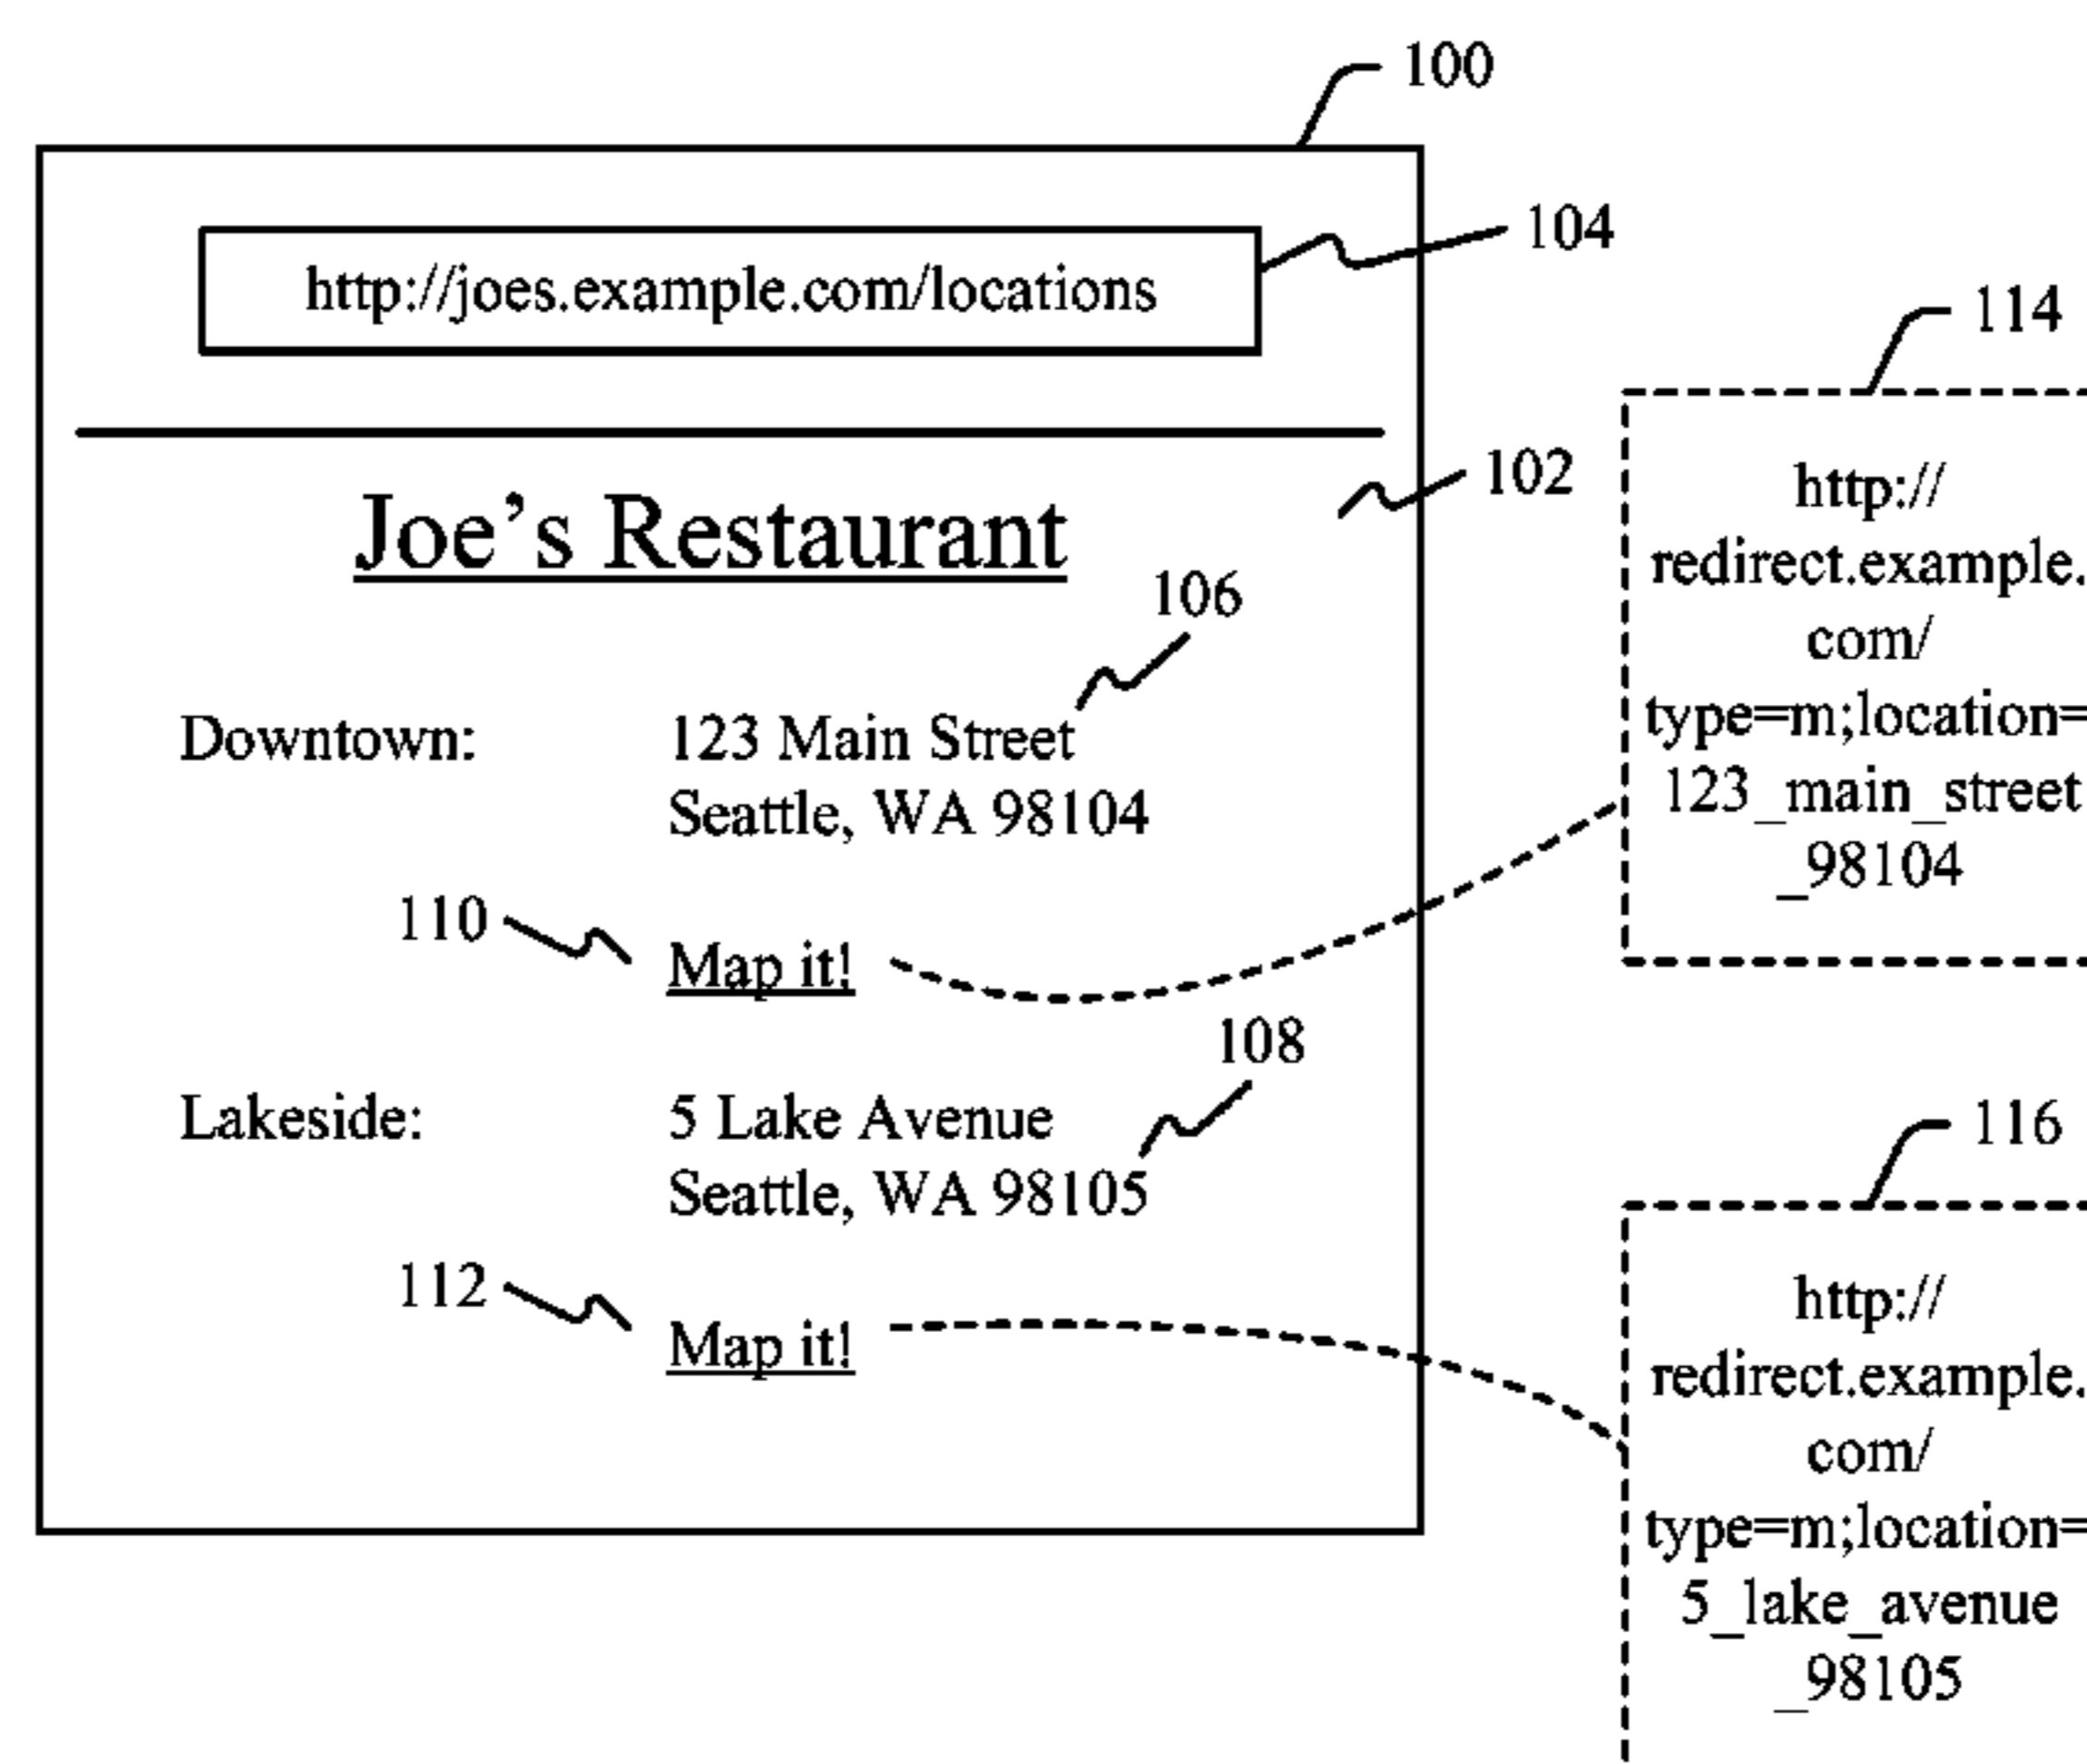 100
http://joes.example.com/locations
104
114
Joe’s Restaurant
102
106
Downtown: 123 Main Street
Seattle, WA 98104
110
Map it!
http://
redirect.example.
com/
type=m;location=
123_main_street
_98104
108
Lakeside: 5 Lake Avenue
Seattle, WA 98105
112
Map it!
116
http://
redirect.example.
com/
type=m;location=
5_lake_avenue
_98105